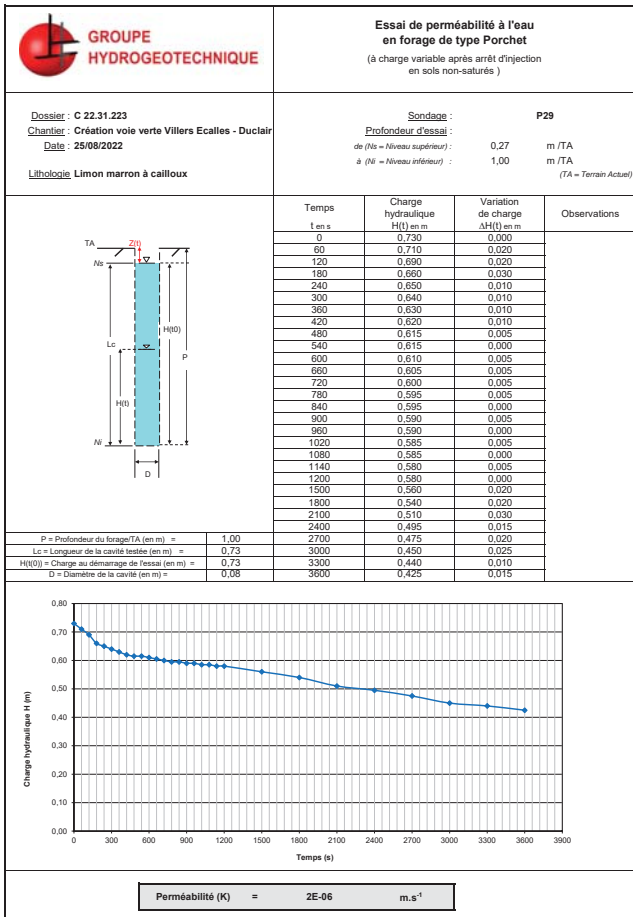 GROUPE
HYDROGEOTECHNIQUE
Essai de perméabilité à l'eau
en forage de type Porchet
(à charge variable après arrêt d'injection
en sols non-saturés )
Dossier : C 22.31.223
Chantier : Création voie verte Villers Ecalles - Duclair
Date : 25/08/2022
Lithologie Limon marron à cailloux
Sondage : P29
Profondeur d'essai :
de (Ns = Niveau supérieur) : 0,27 m /TA
à (Ni = Niveau inférieur) : 1,00 m /TA
(TA = Terrain Actuel)
Temps Charge Variation Observations
hydraulique de charge
t en s H(t) en m ΔH(t) en m
0 0,730 0,000
60 0,710 0,020
120 0,690 0,020
180 0,660 0,030
240 0,650 0,010
300 0,640 0,010
360 0,630 0,010
420 0,620 0,010
480 0,615 0,005
540 0,615 0,000
600 0,610 0,005
660 0,605 0,005
720 0,600 0,005
780 0,595 0,005
840 0,595 0,000
900 0,590 0,005
960 0,590 0,000
1020 0,585 0,005
1080 0,585 0,000
1140 0,580 0,005
1200 0,580 0,000
1500 0,560 0,020
1800 0,540 0,020
2100 0,510 0,030
2400 0,495 0,015
2700 0,475 0,020
3000 0,450 0,025
3300 0,440 0,010
3600 0,425 0,015
TA Z(t)
Ns
H(t0)
Lc
P
H(t)
Ni
D
P = Profondeur du forage/TA (en m) = 1,00
Lc = Longueur de la cavité testée (en m) = 0,73
H(t(0)) = Charge au démarrage de l'essai (en m) = 0,73
D = Diamètre de la cavité (en m) = 0,08
Charge hydraulique H (m)
0,80
0,70
0,60
0,50
0,40
0,30
0,20
0,10
0,00
0 300 600 900 1200 1500 1800 2100 2400 2700 3000 3300 3600 3900
Temps (s)
Perméabilité (K) = 2E-06 m.s⁻¹